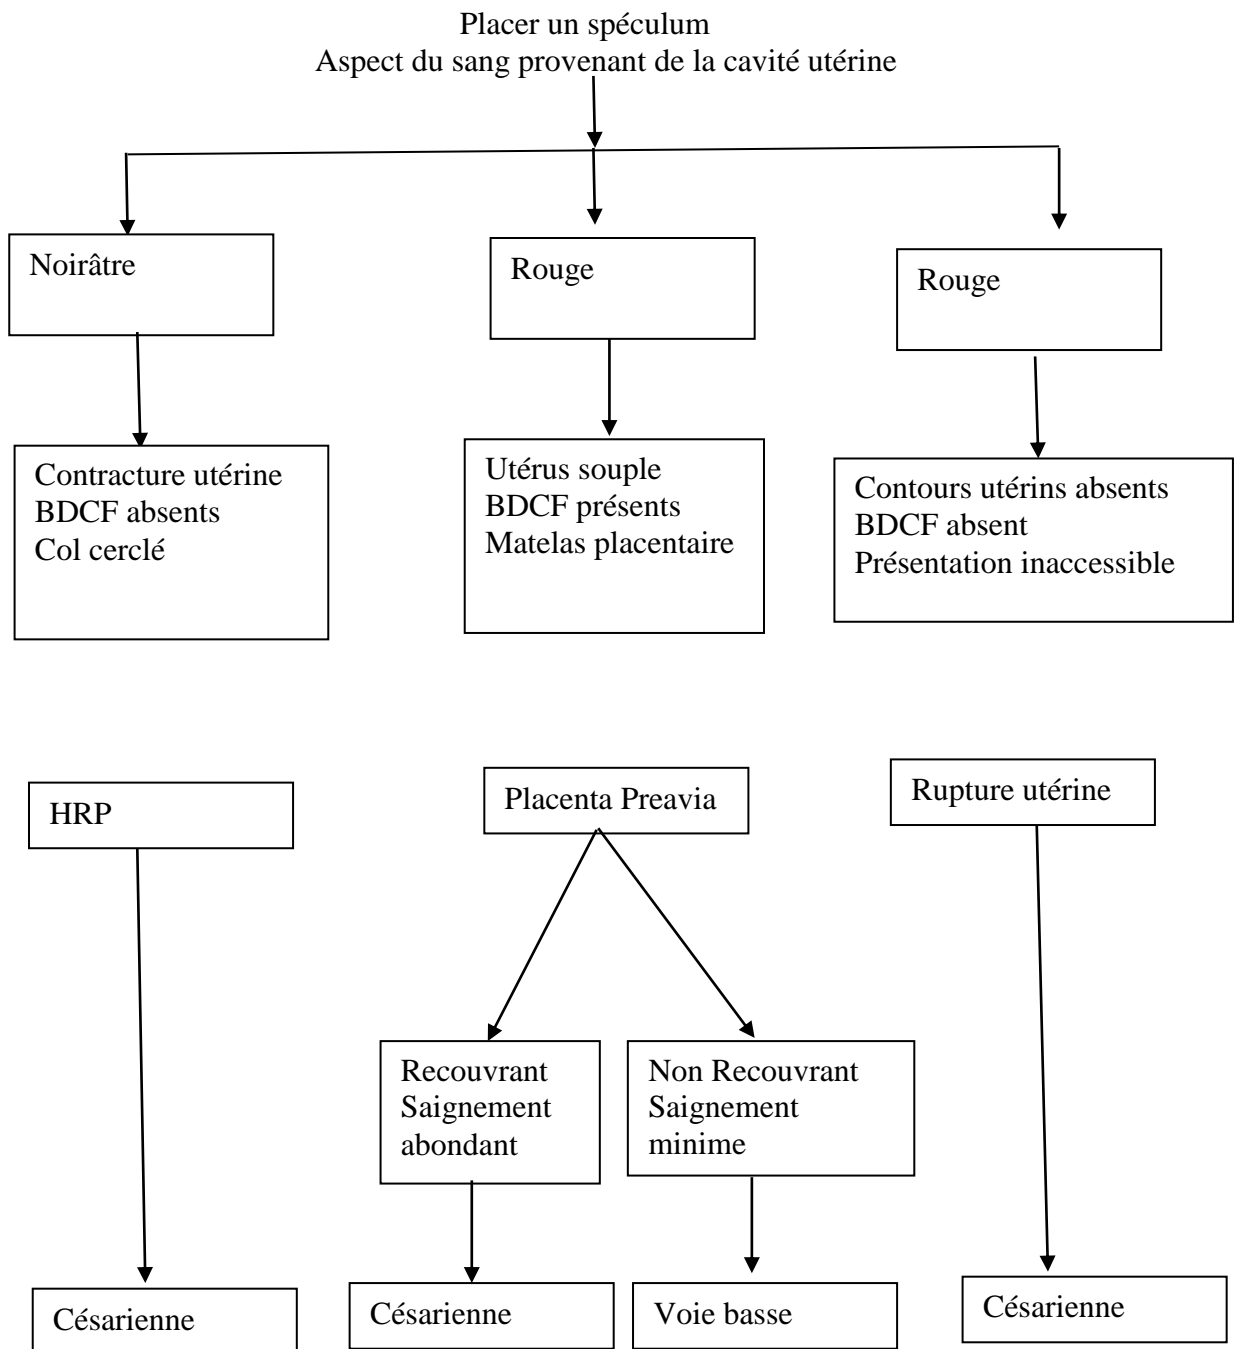 Placer un spéculum
Aspect du sang provenant de la cavité utérine
Noirâtre
Rouge
Rouge
Contracture utérine
BDCF absents
Col cerclé
Utérus souple
BDCF présents
Matelas placentaire
Contours utérins absents
BDCF absent
Présentation inaccessible
HRP
Placenta Preavia
Rupture utérine
Recouvrant
Saignement
abondant
Non Recouvrant
Saignement
minime
Césarienne
Césarienne
Voie basse
Césarienne